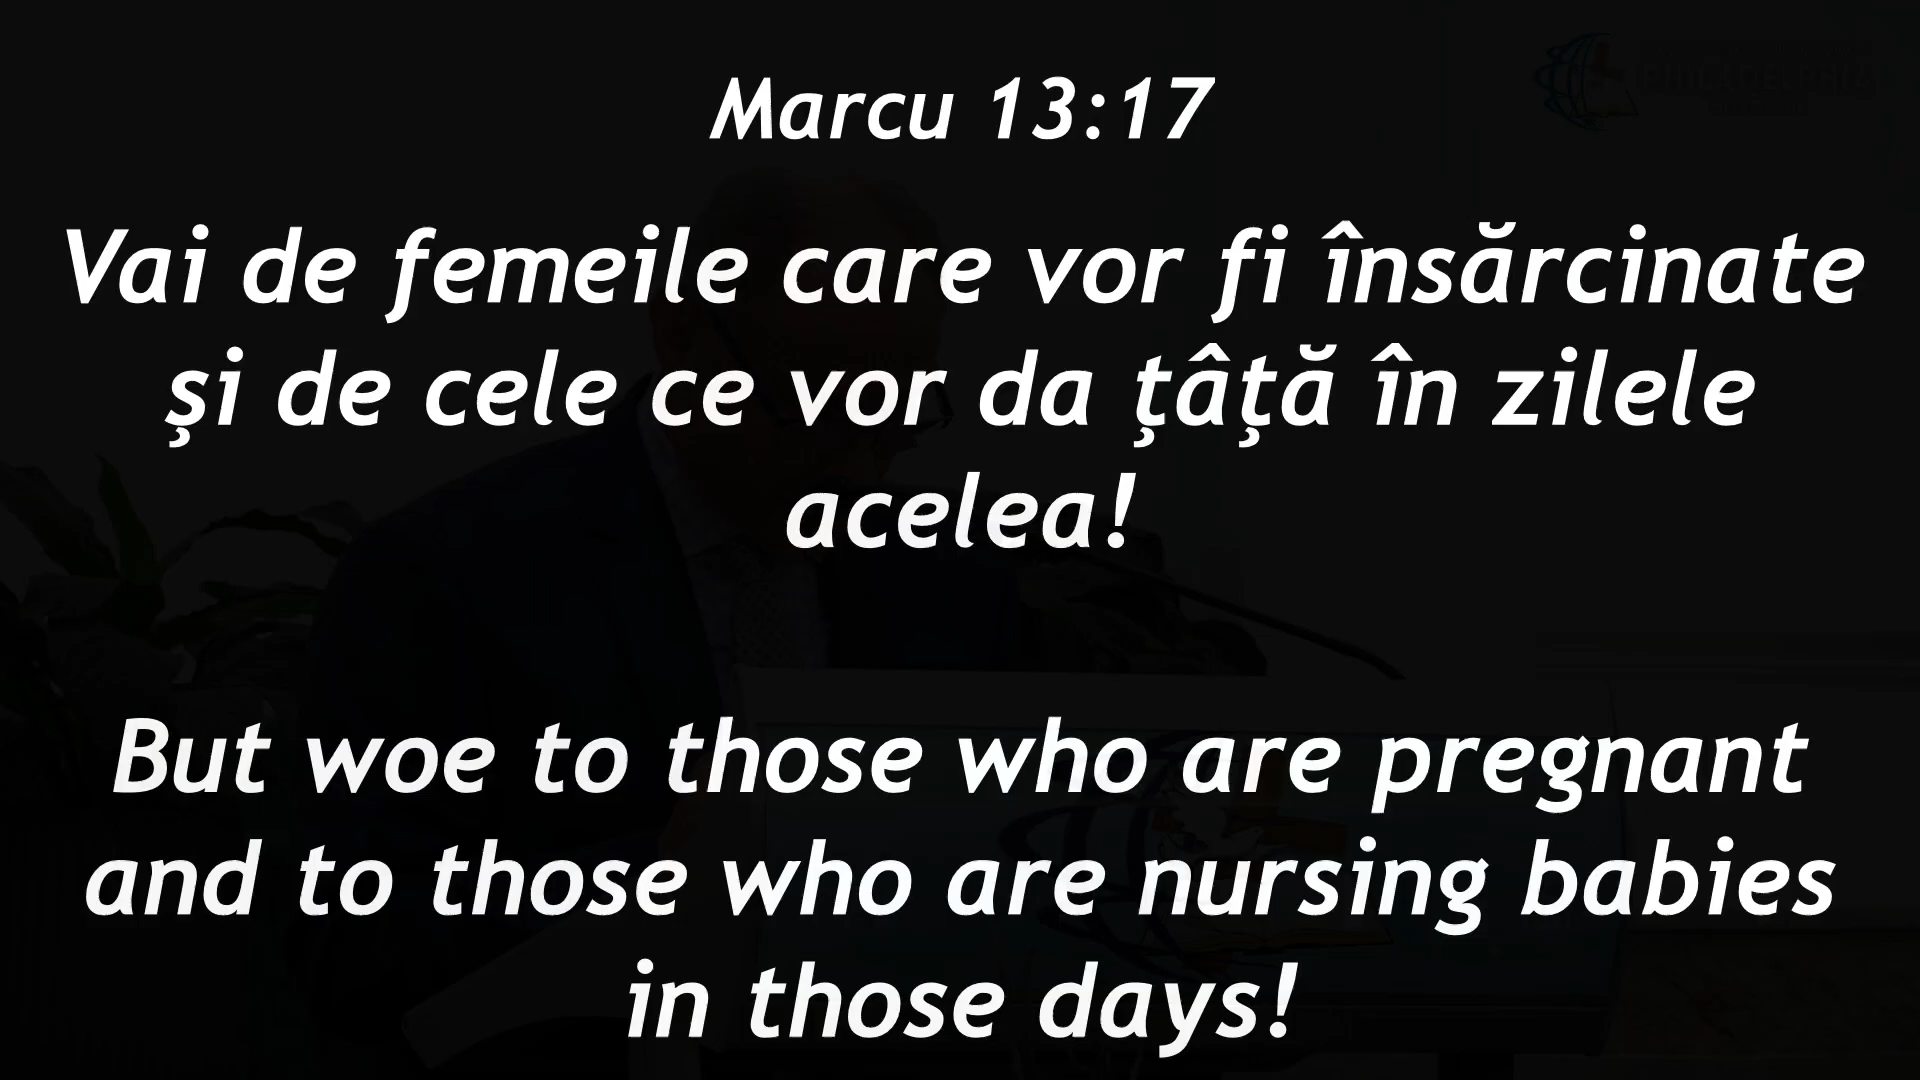 Marcu 13:17
Vai de femeile care vor fi însărcinate
și de cele ce vor da țâță în zilele
acelea!
But woe to those who are pregnant
and to those who are nursing babies
in those days!